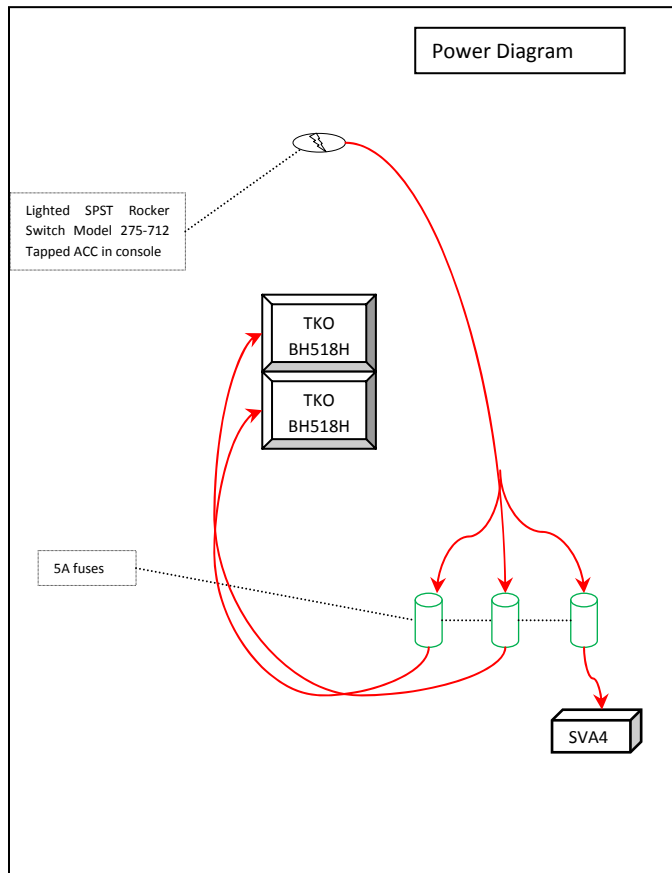 Power Diagram
Lighted SPST Rocker
Switch Model 275-712
Tapped ACC in console
TKO
BH518H
TKO
BH518H
5A fuses
SVA4